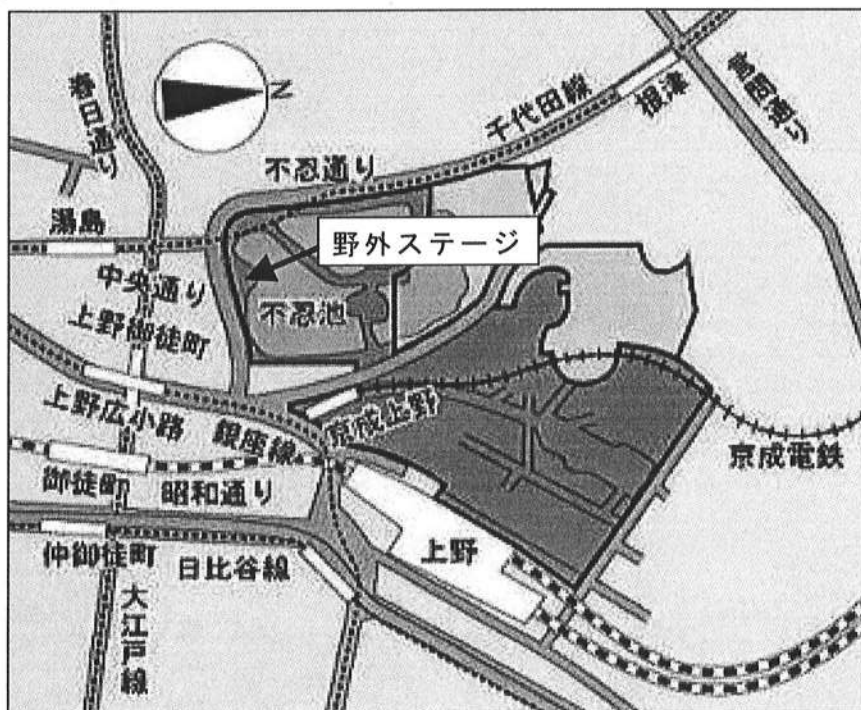 春日通り
N
千代田線
根津
言問通り
不忍通り
湯島
野外ステージ
中央通り
不忍池
上野御徒町
上野広小路
銀座線
京成上野
京成電鉄
御徒町
昭和通り
上野
仲御徒町
日比谷線
大江戸線